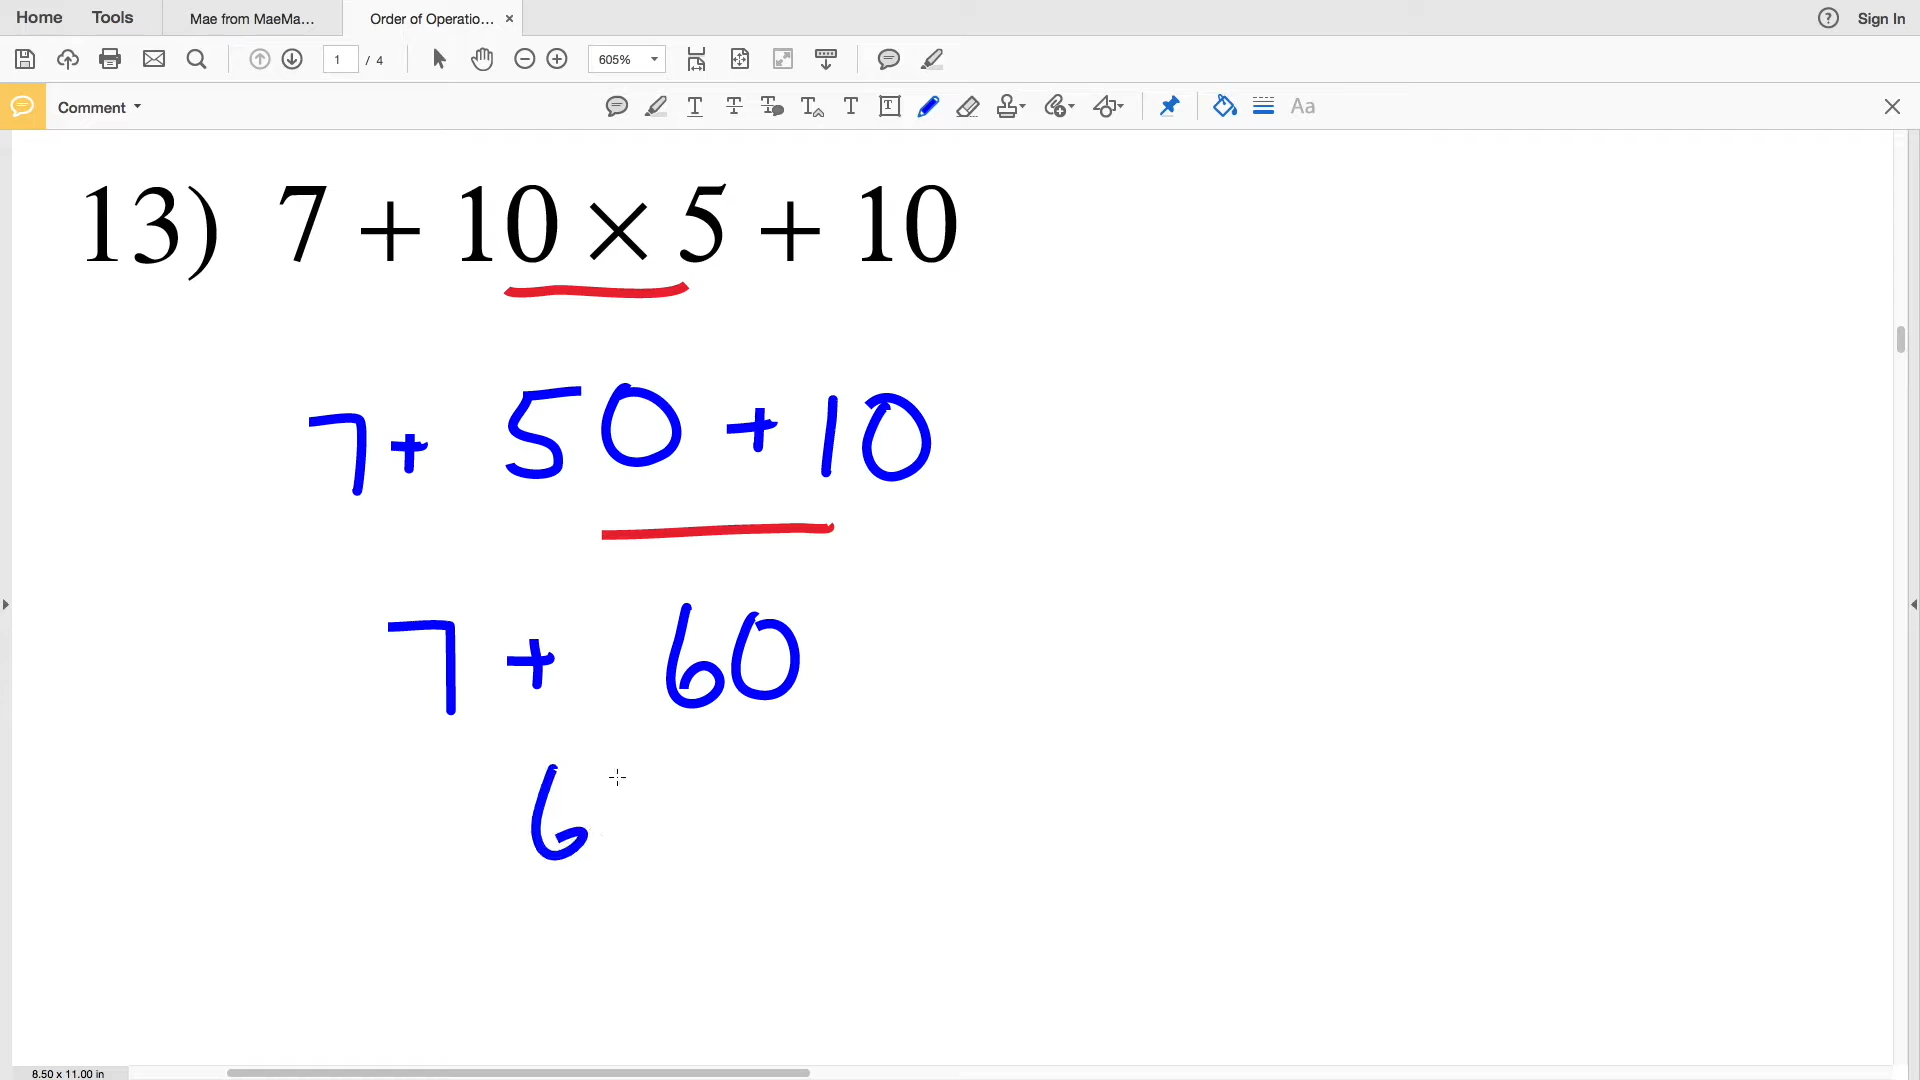 Home Tools Mae from MaeMa... Order of Operatio... × ? Sign In
1 / 4 605%
Comment T T T T T T Aa
13) 7 + 10 × 5 + 10
7 + 50 + 10
7 + 60
6
8.50 x 11.00 in